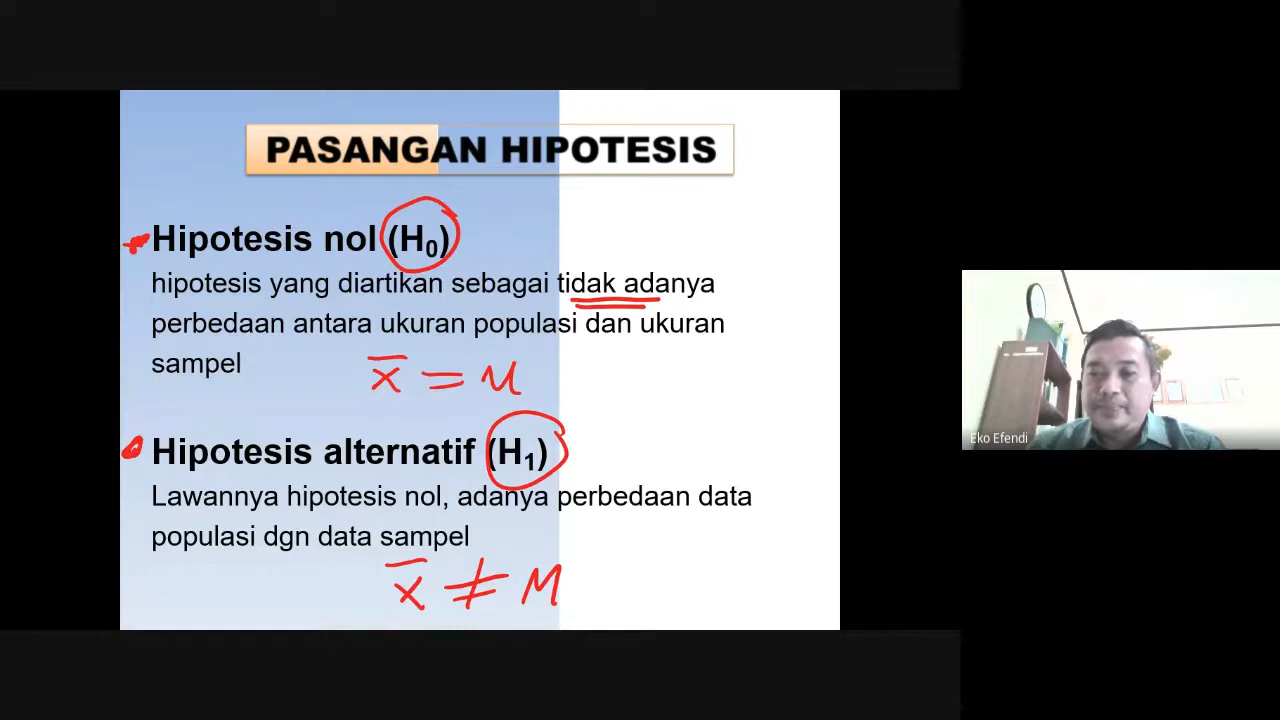 PASANGAN HIPOTESIS
Hipotesis nol (H₀)
hipotesis yang diartikan sebagai tidak adanya
perbedaan antara ukuran populasi dan ukuran
sampel
x̅ = μ
Hipotesis alternatif (H₁)
Lawannya hipotesis nol, adanya perbedaan data
populasi dgn data sampel
x̅ ≠ μ
Eko Efendi